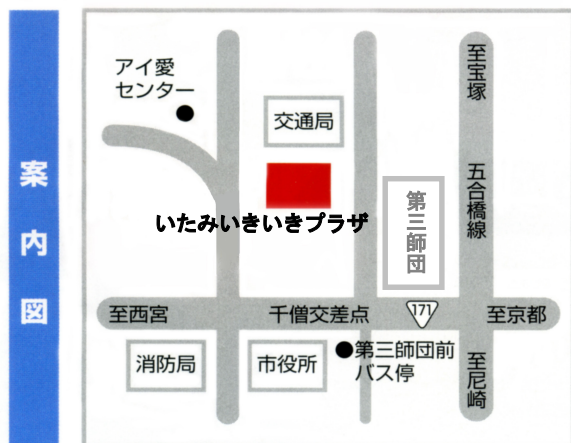 案内図
アイ愛
センター
交通局
いたみいきいきプラザ
第三師団
至宝塚
五合橋線
至西宮
千僧交差点
171
至京都
消防局
市役所
第三師団前
バス停
至尼崎